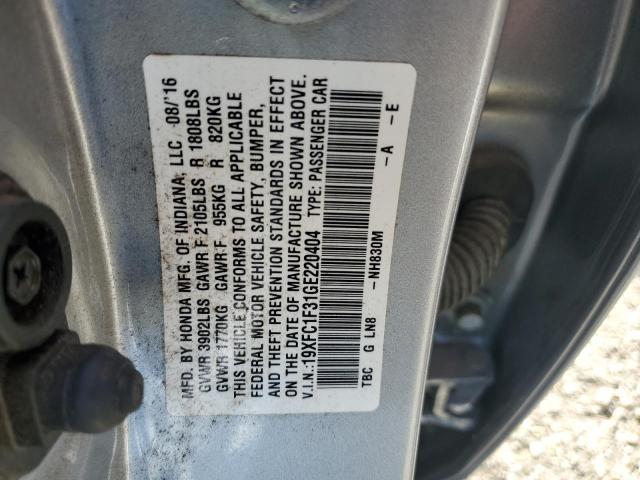 MFD. BY HONDA MFG. OF INDIANA, LLC 08/'16
GVWR 3902LBS GAWR F 2105LBS R 1808LBS
GVWR 1770KG GAWR F 955KG R 820KG
THIS VEHICLE CONFORMS TO ALL APPLICABLE
FEDERAL MOTOR VEHICLE SAFETY, BUMPER,
AND THEFT PREVENTION STANDARDS IN EFFECT
ON THE DATE OF MANUFACTURE SHOWN ABOVE.
V.I.N.:19XFC1F31GE220404 TYPE: PASSENGER CAR
-NH830M -A -E
TBC G LN8